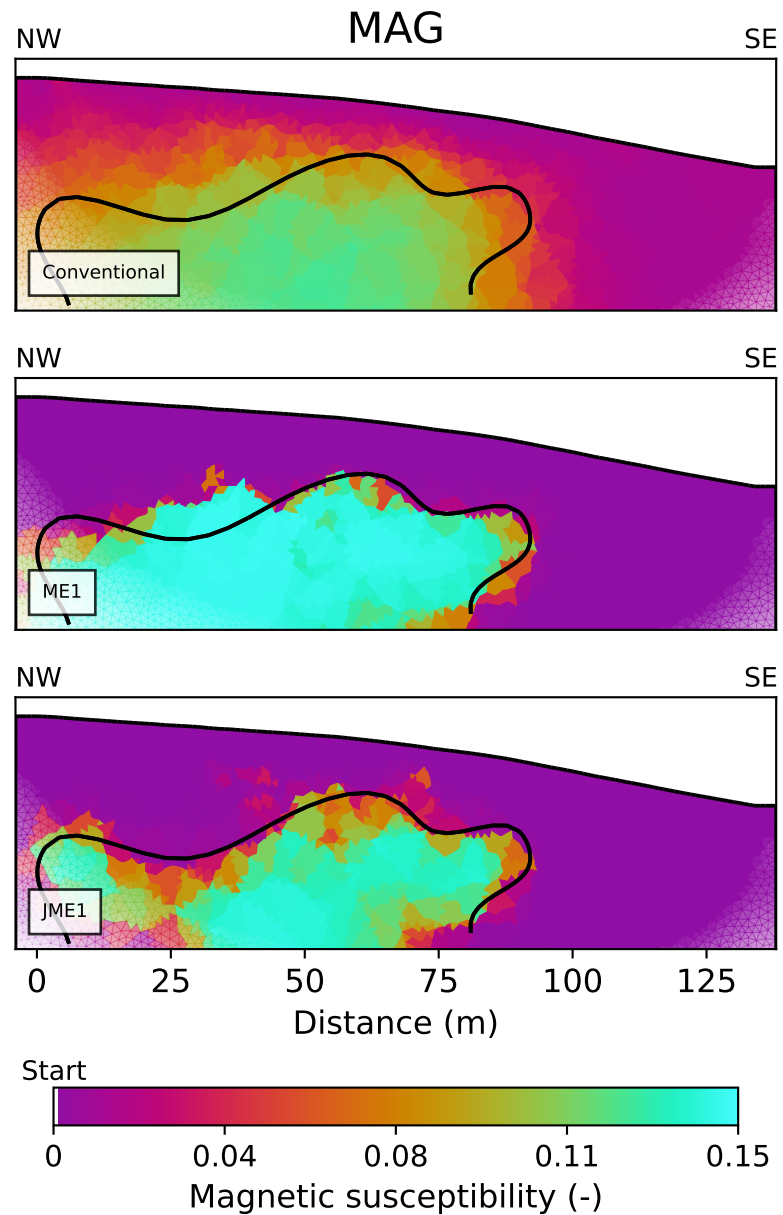 MAG
NW SE
Conventional
NW SE
ME1
NW SE
JME1
0 25 50 75 100 125
Distance (m)
Start
0 0.04 0.08 0.11 0.15
Magnetic susceptibility (-)